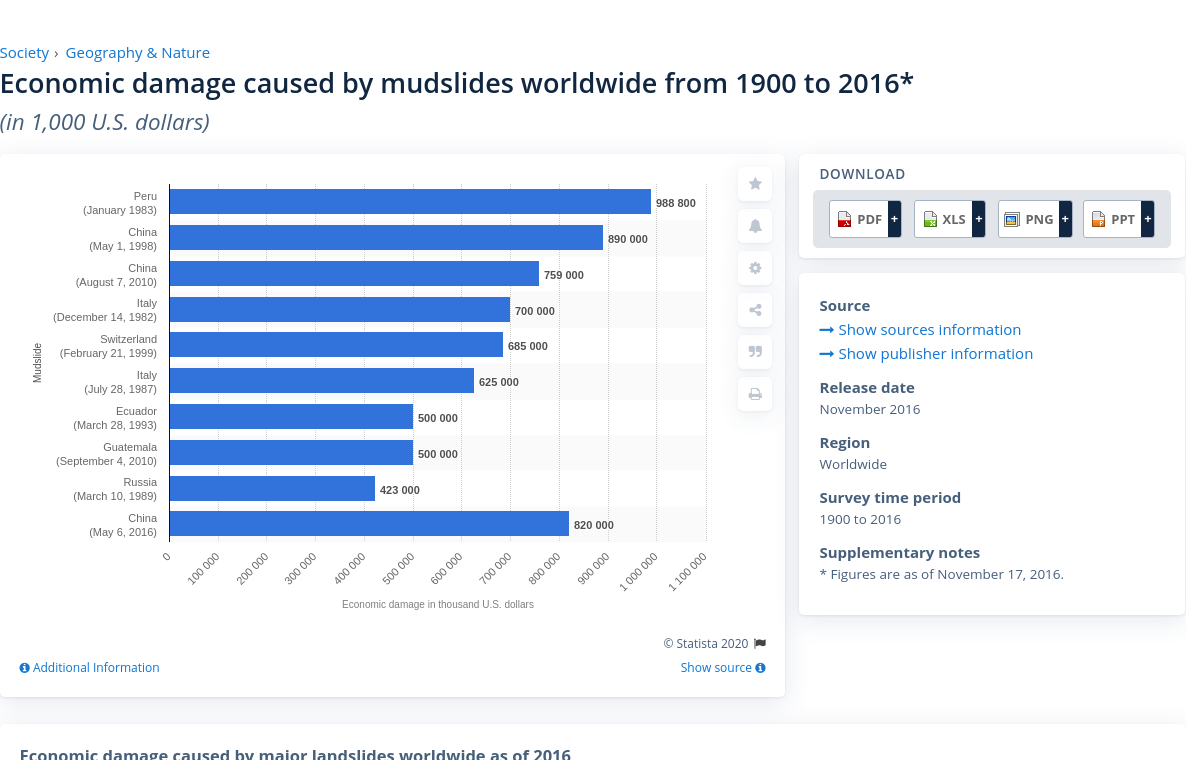 Society › Geography & Nature
Economic damage caused by mudslides worldwide from 1900 to 2016*
(in 1,000 U.S. dollars)
Mudslide
Peru
(January 1983)
988 800
China
(May 1, 1998)
890 000
China
(August 7, 2010)
759 000
Italy
(December 14, 1982)
700 000
Switzerland
(February 21, 1999)
685 000
Italy
(July 28, 1987)
625 000
Ecuador
(March 28, 1993)
500 000
Guatemala
(September 4, 2010)
500 000
Russia
(March 10, 1989)
423 000
China
(May 6, 2016)
820 000
0
100 000
200 000
300 000
400 000
500 000
600 000
700 000
800 000
900 000
1 000 000
1 100 000
Economic damage in thousand U.S. dollars
© Statista 2020
Additional Information
Show source
DOWNLOAD
PDF +
XLS +
PNG +
PPT +
Source
Show sources information
Show publisher information
Release date
November 2016
Region
Worldwide
Survey time period
1900 to 2016
Supplementary notes
* Figures are as of November 17, 2016.
Economic damage caused by major landslides worldwide as of 2016